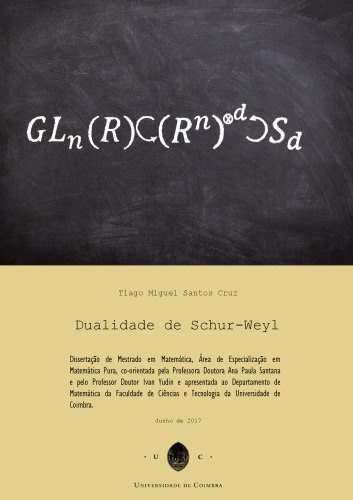 GLₙ(R)⤿(Rⁿ)^⊗d⤾S_d
Tiago Miguel Santos Cruz
Dualidade de Schur-Weyl
Dissertação de Mestrado em Matemática, Área de Especialização em
Matemática Pura, co-orientada pela Professora Doutora Ana Paula Santana
e pelo Professor Doutor Ivan Yudin e apresentada ao Departamento de
Matemática da Faculdade de Ciências e Tecnologia da Universidade de
Coimbra.
Junho de 2017
• U C •
UNIVERSIDADE DE COIMBRA